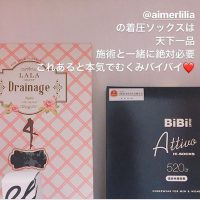 @aimerlilia
の着圧ソックスは
天下一品
施術と一緒に絶対必要
これあると本気でむくみバイバイ❤
LALA
Drainage
BiBi
Attivo
HI-SOCKS
520